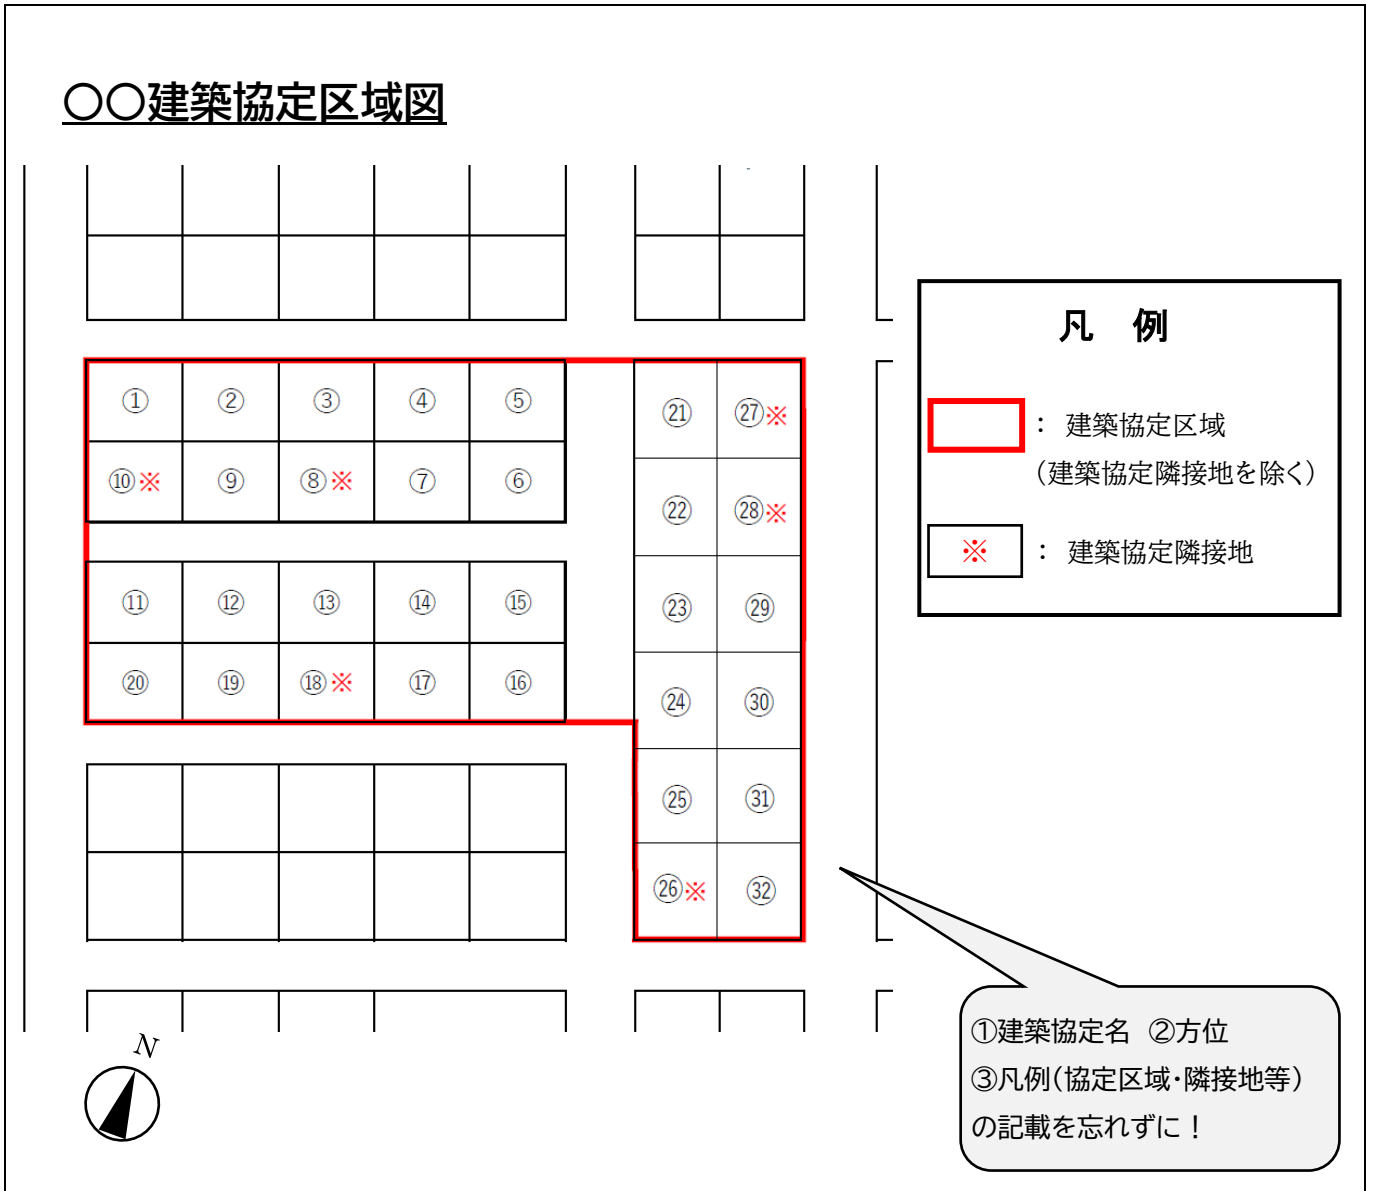 〇〇建築協定区域図
① ② ③ ④ ⑤
⑩※ ⑨ ⑧※ ⑦ ⑥
⑪ ⑫ ⑬ ⑭ ⑮
⑳ ⑲ ⑱※ ⑰ ⑯
㉑ ㉗※
㉒ ㉘※
㉓ ㉙
㉔ ㉚
㉕ ㉛
㉖※ ㉜
凡 例
： 建築協定区域
（建築協定隣接地を除く）
※ ： 建築協定隣接地
N
①建築協定名 ②方位
③凡例（協定区域・隣接地等）
の記載を忘れずに！